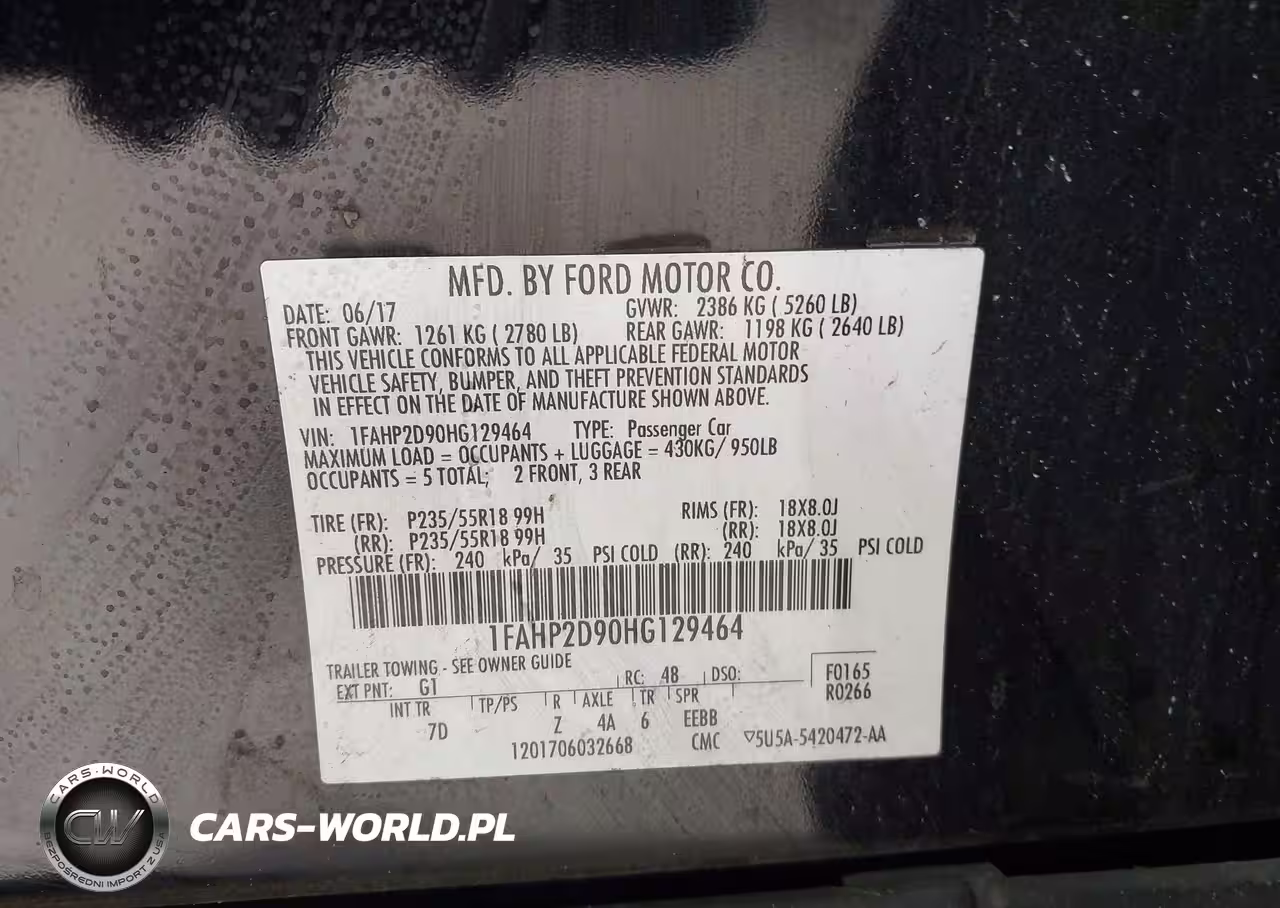 MFD. BY FORD MOTOR CO.
DATE: 06/17 GVWR: 2386 KG ( 5260 LB)
FRONT GAWR: 1261 KG ( 2780 LB) REAR GAWR: 1198 KG ( 2640 LB)
THIS VEHICLE CONFORMS TO ALL APPLICABLE FEDERAL MOTOR
VEHICLE SAFETY, BUMPER, AND THEFT PREVENTION STANDARDS
IN EFFECT ON THE DATE OF MANUFACTURE SHOWN ABOVE.
VIN: 1FAHP2D90HG129464 TYPE: Passenger Car
MAXIMUM LOAD = OCCUPANTS + LUGGAGE = 430KG/ 950LB
OCCUPANTS = 5 TOTAL; 2 FRONT, 3 REAR
TIRE (FR): P235/55R18 99H RIMS (FR): 18X8.0J
(RR): P235/55R18 99H (RR): 18X8.0J
PRESSURE (FR): 240 kPa/ 35 PSI COLD (RR): 240 kPa/ 35 PSI COLD
1FAHP2D90HG129464
TRAILER TOWING - SEE OWNER GUIDE
EXT PNT: G1 RC: 48 DSO: F0165
R0266
INT TR TP/PS R AXLE TR SPR
7D Z 4A 6 EEBB
1201706032668 CMC ▽5U5A-5420472-AA
CARS-WORLD
CW
BEZPOŚREDNI IMPORT Z USA
CARS-WORLD.PL